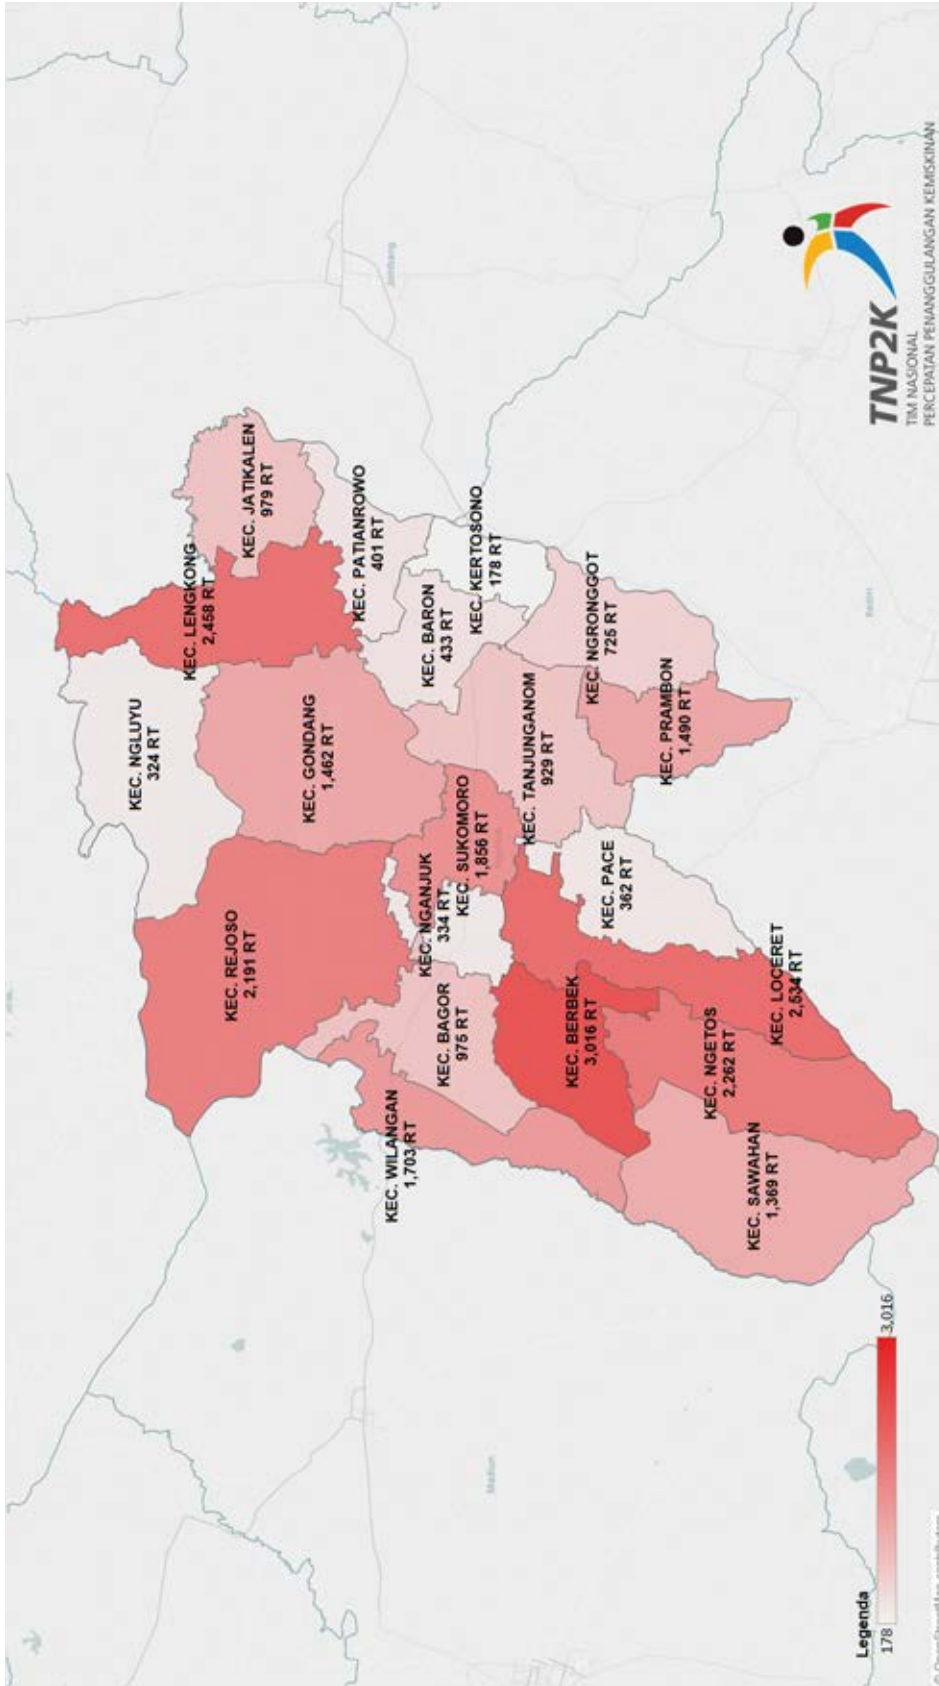 KEC. LENGKONG
2,458 RT
KEC. JATIKALEN
979 RT
KEC. NGLUYU
324 RT
KEC. PATIANROWO
401 RT
KEC. GONDANG
1,462 RT
KEC. BARON
433 RT
KEC. KERTOSONO
178 RT
KEC. REJOSO
2,191 RT
KEC. NGANJUK
334 RT
KEC. SUKOMORO
1,856 RT
KEC. TANJUNGANOM
929 RT
KEC. NGRONGGOT
725 RT
KEC. PRAMBON
1,490 RT
KEC. WILANGAN
1,703 RT
KEC. BAGOR
975 RT
KEC. BERBEK
3,016 RT
KEC. PACE
362 RT
KEC. LOCERET
2,534 RT
KEC. NGETOS
2,262 RT
KEC. SAWAHAN
1,369 RT
Jombang
Kediri
Madiun
Legenda
178
3,016
TNP2K
TIM NASIONAL
PERCEPATAN PENANGGULANGAN KEMISKINAN